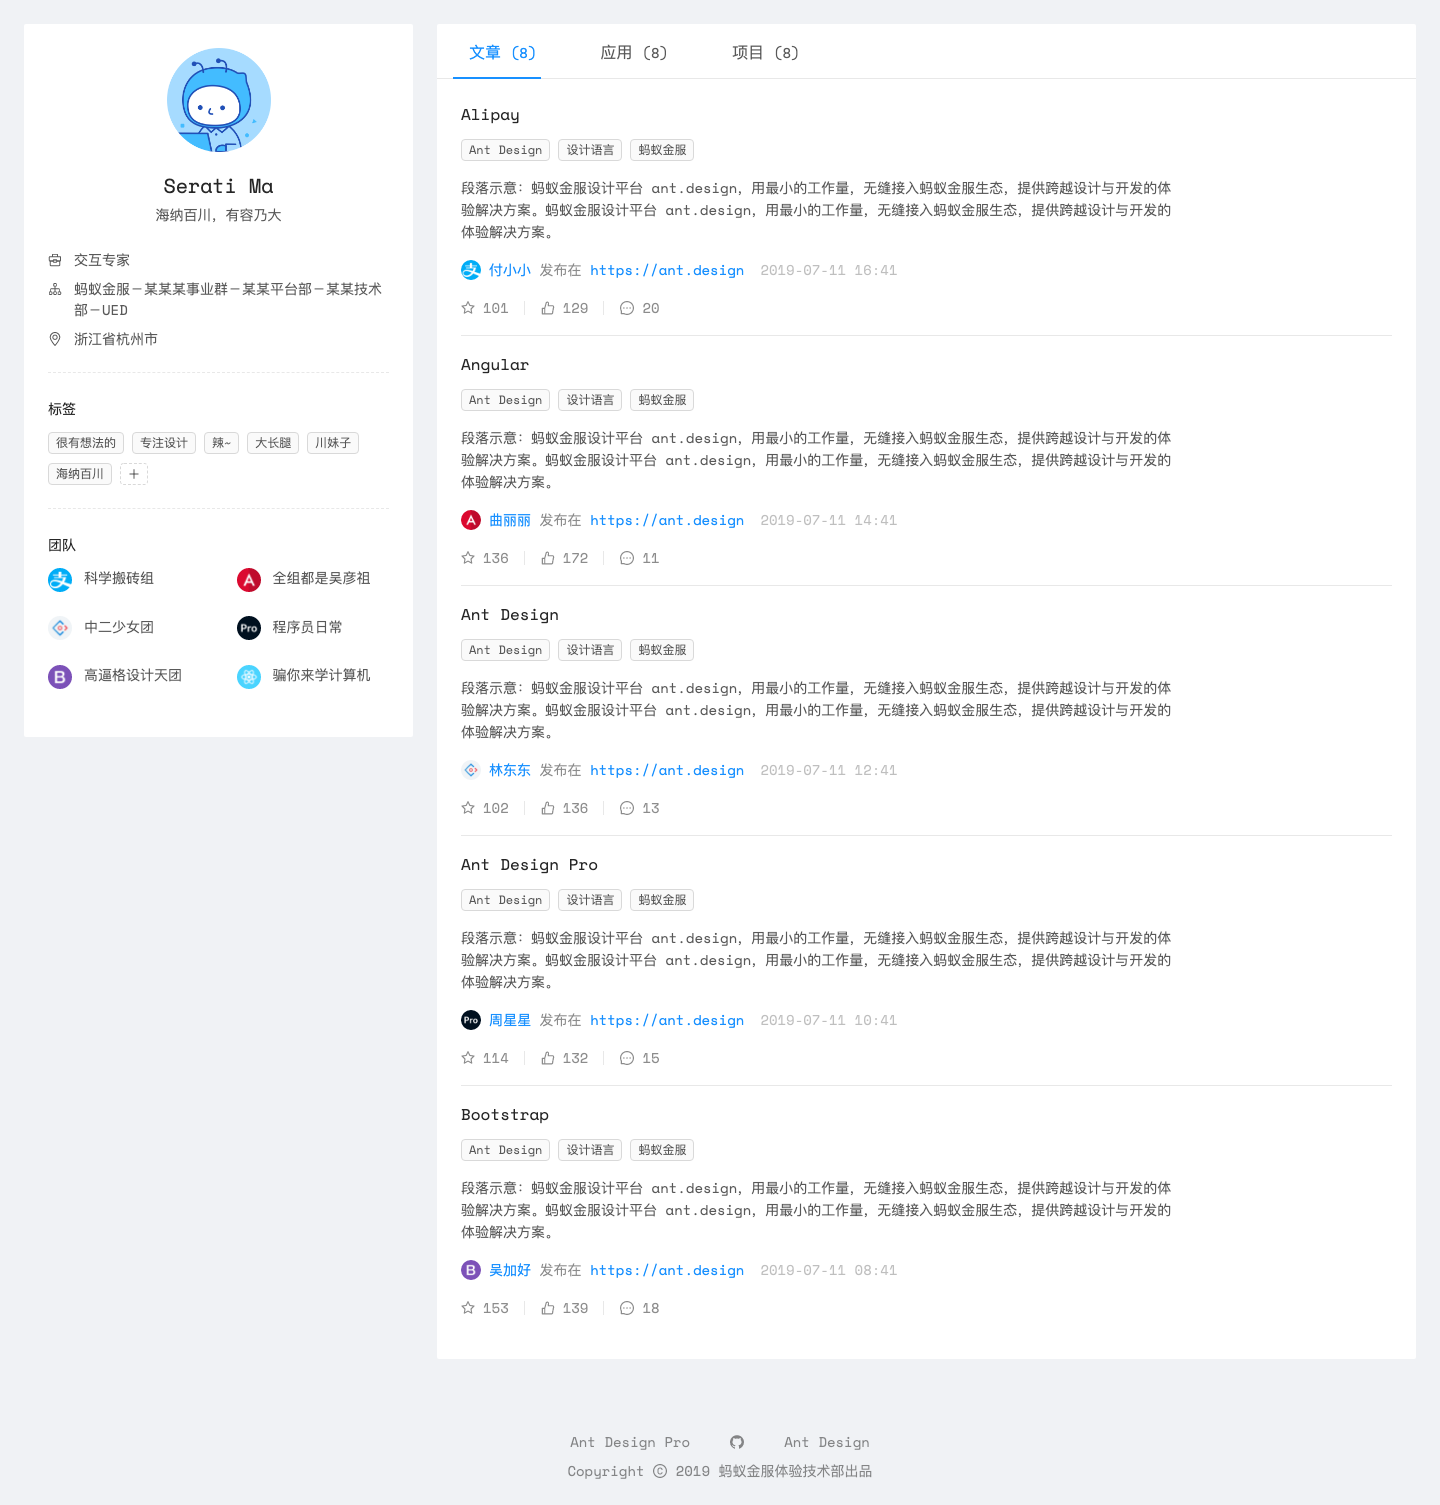 Serati Ma
海纳百川，有容乃大
交互专家
蚂蚁金服－某某某事业群－某某平台部－某某技术
部－UED
浙江省杭州市
标签
很有想法的 专注设计 辣~ 大长腿 川妹子
海纳百川 +
团队
科学搬砖组 全组都是吴彦祖
中二少女团 Pro 程序员日常
B 高逼格设计天团 骗你来学计算机
文章 (8) 应用 (8) 项目 (8)
Alipay
Ant Design 设计语言 蚂蚁金服
段落示意：蚂蚁金服设计平台 ant.design，用最小的工作量，无缝接入蚂蚁金服生态，提供跨越设计与开发的体
验解决方案。蚂蚁金服设计平台 ant.design，用最小的工作量，无缝接入蚂蚁金服生态，提供跨越设计与开发的
体验解决方案。
支 付小小 发布在 https://ant.design 2019-07-11 16:41
101 129 20
Angular
Ant Design 设计语言 蚂蚁金服
段落示意：蚂蚁金服设计平台 ant.design，用最小的工作量，无缝接入蚂蚁金服生态，提供跨越设计与开发的体
验解决方案。蚂蚁金服设计平台 ant.design，用最小的工作量，无缝接入蚂蚁金服生态，提供跨越设计与开发的
体验解决方案。
A 曲丽丽 发布在 https://ant.design 2019-07-11 14:41
136 172 11
Ant Design
Ant Design 设计语言 蚂蚁金服
段落示意：蚂蚁金服设计平台 ant.design，用最小的工作量，无缝接入蚂蚁金服生态，提供跨越设计与开发的体
验解决方案。蚂蚁金服设计平台 ant.design，用最小的工作量，无缝接入蚂蚁金服生态，提供跨越设计与开发的
体验解决方案。
林东东 发布在 https://ant.design 2019-07-11 12:41
102 136 13
Ant Design Pro
Ant Design 设计语言 蚂蚁金服
段落示意：蚂蚁金服设计平台 ant.design，用最小的工作量，无缝接入蚂蚁金服生态，提供跨越设计与开发的体
验解决方案。蚂蚁金服设计平台 ant.design，用最小的工作量，无缝接入蚂蚁金服生态，提供跨越设计与开发的
体验解决方案。
Pro 周星星 发布在 https://ant.design 2019-07-11 10:41
114 132 15
Bootstrap
Ant Design 设计语言 蚂蚁金服
段落示意：蚂蚁金服设计平台 ant.design，用最小的工作量，无缝接入蚂蚁金服生态，提供跨越设计与开发的体
验解决方案。蚂蚁金服设计平台 ant.design，用最小的工作量，无缝接入蚂蚁金服生态，提供跨越设计与开发的
体验解决方案。
B 吴加好 发布在 https://ant.design 2019-07-11 08:41
153 139 18
Ant Design Pro Ant Design
Copyright © 2019 蚂蚁金服体验技术部出品